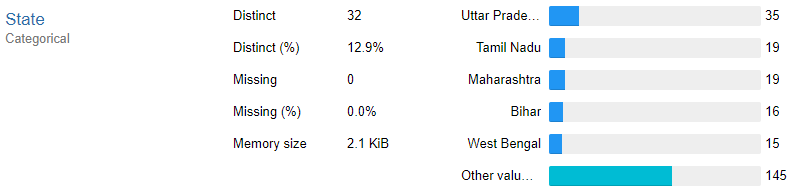 State
Categorical
Distinct 32
Distinct (%) 12.9%
Missing 0
Missing (%) 0.0%
Memory size 2.1 KiB
Uttar Prade... 35
Tamil Nadu 19
Maharashtra 19
Bihar 16
West Bengal 15
Other valu... 145